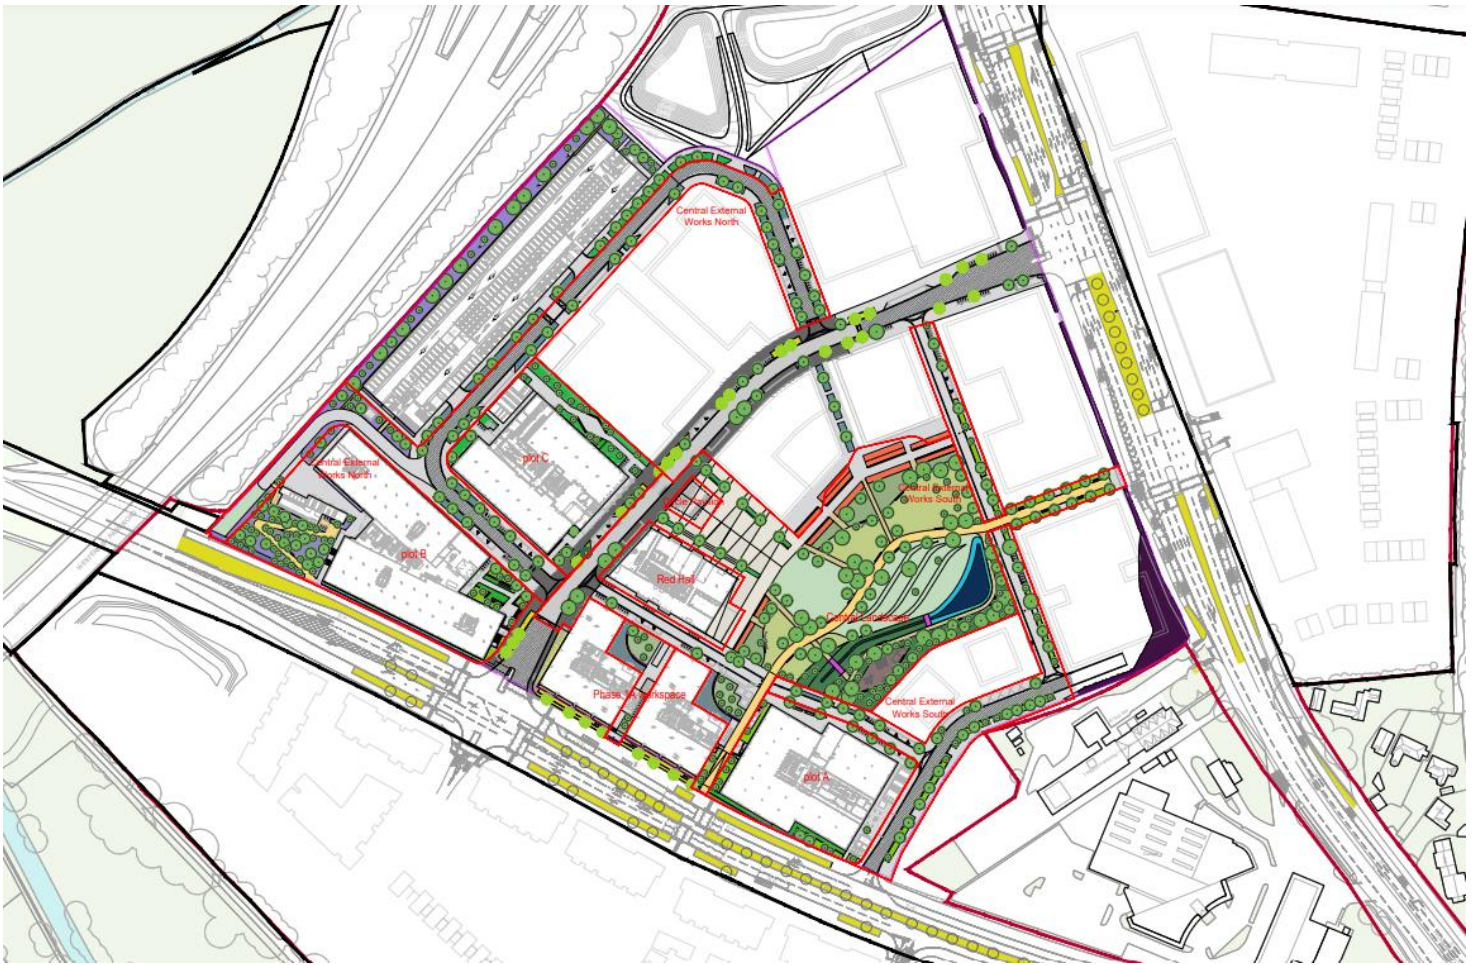 Central External
Works North
plot C
Central External
Works North
plot B
Central External
Works South
Red Hall
Central Landscape
Phase 1A workspace
Central External
Works South
plot A